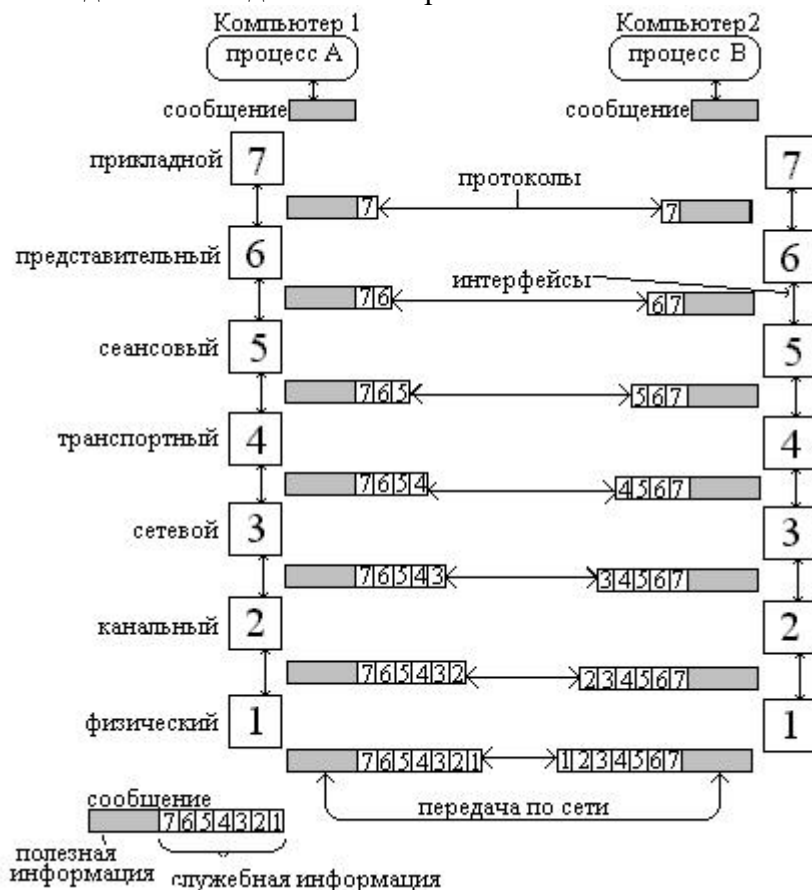 Компьютер 1 Компьютер2
процесс А процесс В
сообщение сообщение
прикладной 7 7
протоколы
7 7
представительный 6 6
интерфейсы
76 67
сеансовый 5 5
765 567
транспортный 4 4
7654 4567
сетевой 3 3
76543 34567
канальный 2 2
765432 234567
физический 1 1
7654321 1234567
передача по сети
сообщение
7654321
полезная
информация
служебная информация